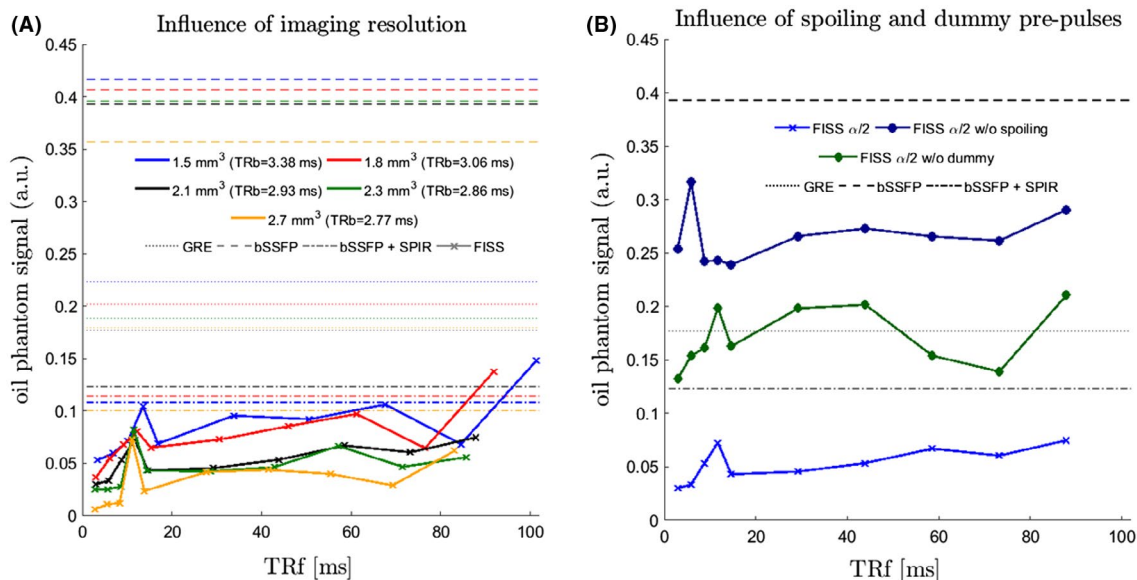 (A) Influence of imaging resolution
oil phantom signal (a.u.)
0.45
0.4
0.35
0.3
0.25
0.2
0.15
0.1
0.05
0
1.5 mm³ (TRb=3.38 ms) 1.8 mm³ (TRb=3.06 ms)
2.1 mm³ (TRb=2.93 ms) 2.3 mm³ (TRb=2.86 ms)
2.7 mm³ (TRb=2.77 ms)
GRE bSSFP bSSFP + SPIR FISS
0 20 40 60 80 100
TRf [ms]
(B) Influence of spoiling and dummy pre-pulses
oil phantom signal (a.u.)
0.45
0.4
0.35
0.3
0.25
0.2
0.15
0.1
0.05
0
FISS α/2 FISS α/2 w/o spoiling
FISS α/2 w/o dummy
GRE bSSFP bSSFP + SPIR
0 20 40 60 80 100
TRf [ms]